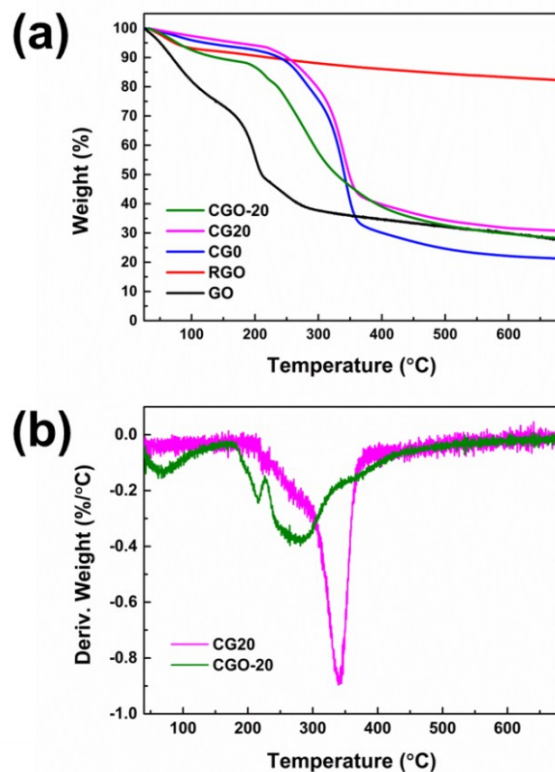 (a)
Weight (%)
100
90
80
70
60
50
40
30
20
10
0
CGO-20
CG20
CG0
RGO
GO
100 200 300 400 500 600
Temperature (°C)
(b)
Deriv. Weight (%/°C)
0.0
-0.2
-0.4
-0.6
-0.8
-1.0
CG20
CGO-20
100 200 300 400 500 600
Temperature (°C)